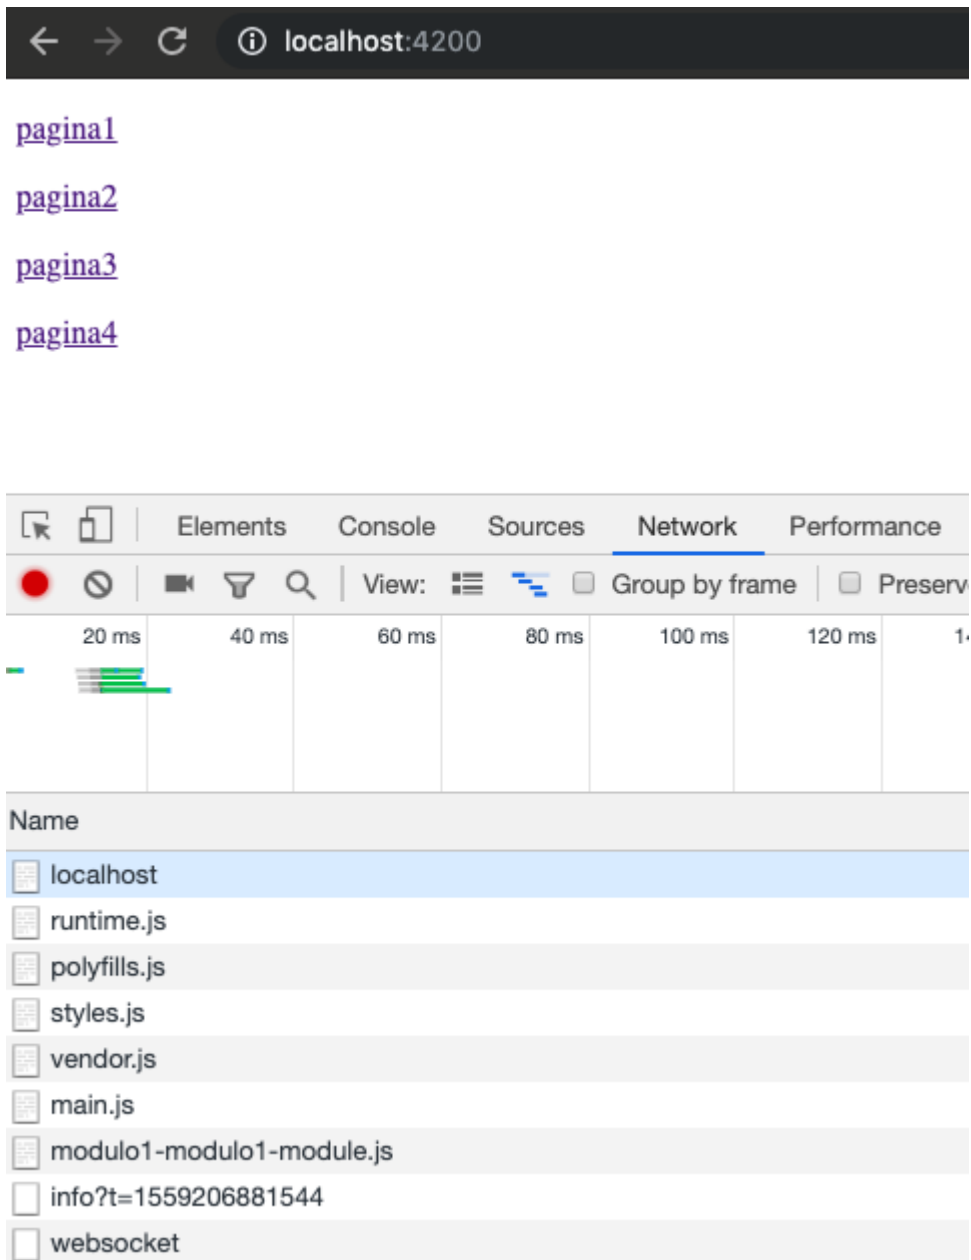 localhost:4200
pagina1
pagina2
pagina3
pagina4
Elements Console Sources Network Performance
View: Group by frame Preserv
20 ms 40 ms 60 ms 80 ms 100 ms 120 ms 14
Name
localhost
runtime.js
polyfills.js
styles.js
vendor.js
main.js
modulo1-modulo1-module.js
info?t=1559206881544
websocket